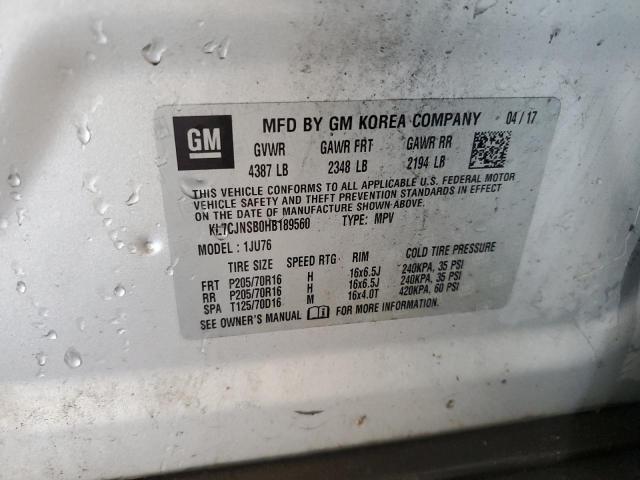 GM
MFD BY GM KOREA COMPANY 04/17
GVWR GAWR FRT GAWR RR
4387 LB 2348 LB 2194 LB
THIS VEHICLE CONFORMS TO ALL APPLICABLE U.S. FEDERAL MOTOR
VEHICLE SAFETY AND THEFT PREVENTION STANDARDS IN EFFECT
ON THE DATE OF MANUFACTURE SHOWN ABOVE.
KL7CJNSB0HB189560 TYPE: MPV
MODEL: 1JU76
TIRE SIZE SPEED RTG RIM COLD TIRE PRESSURE
FRT P205/70R16 H 16x6.5J 240KPA, 35 PSI
RR P205/70R16 H 16x6.5J 240KPA, 35 PSI
SPA T125/70D16 M 16x4.0T 420KPA, 60 PSI
SEE OWNER'S MANUAL FOR MORE INFORMATION.